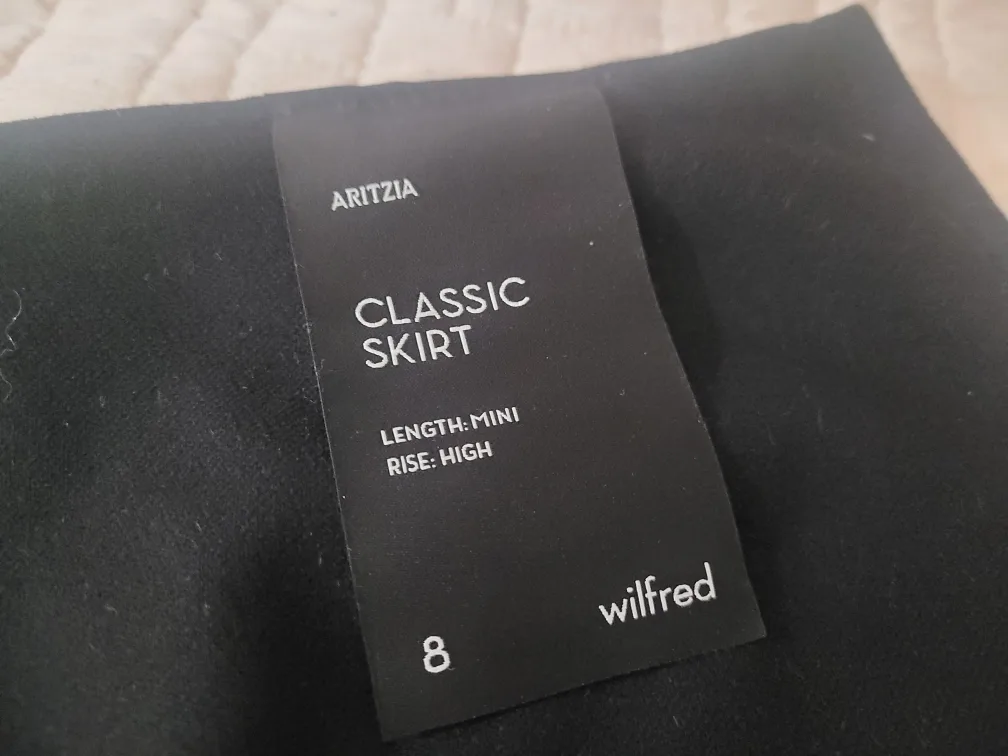 ARITZIA
CLASSIC
SKIRT
LENGTH: MINI
RISE: HIGH
wilfred
8